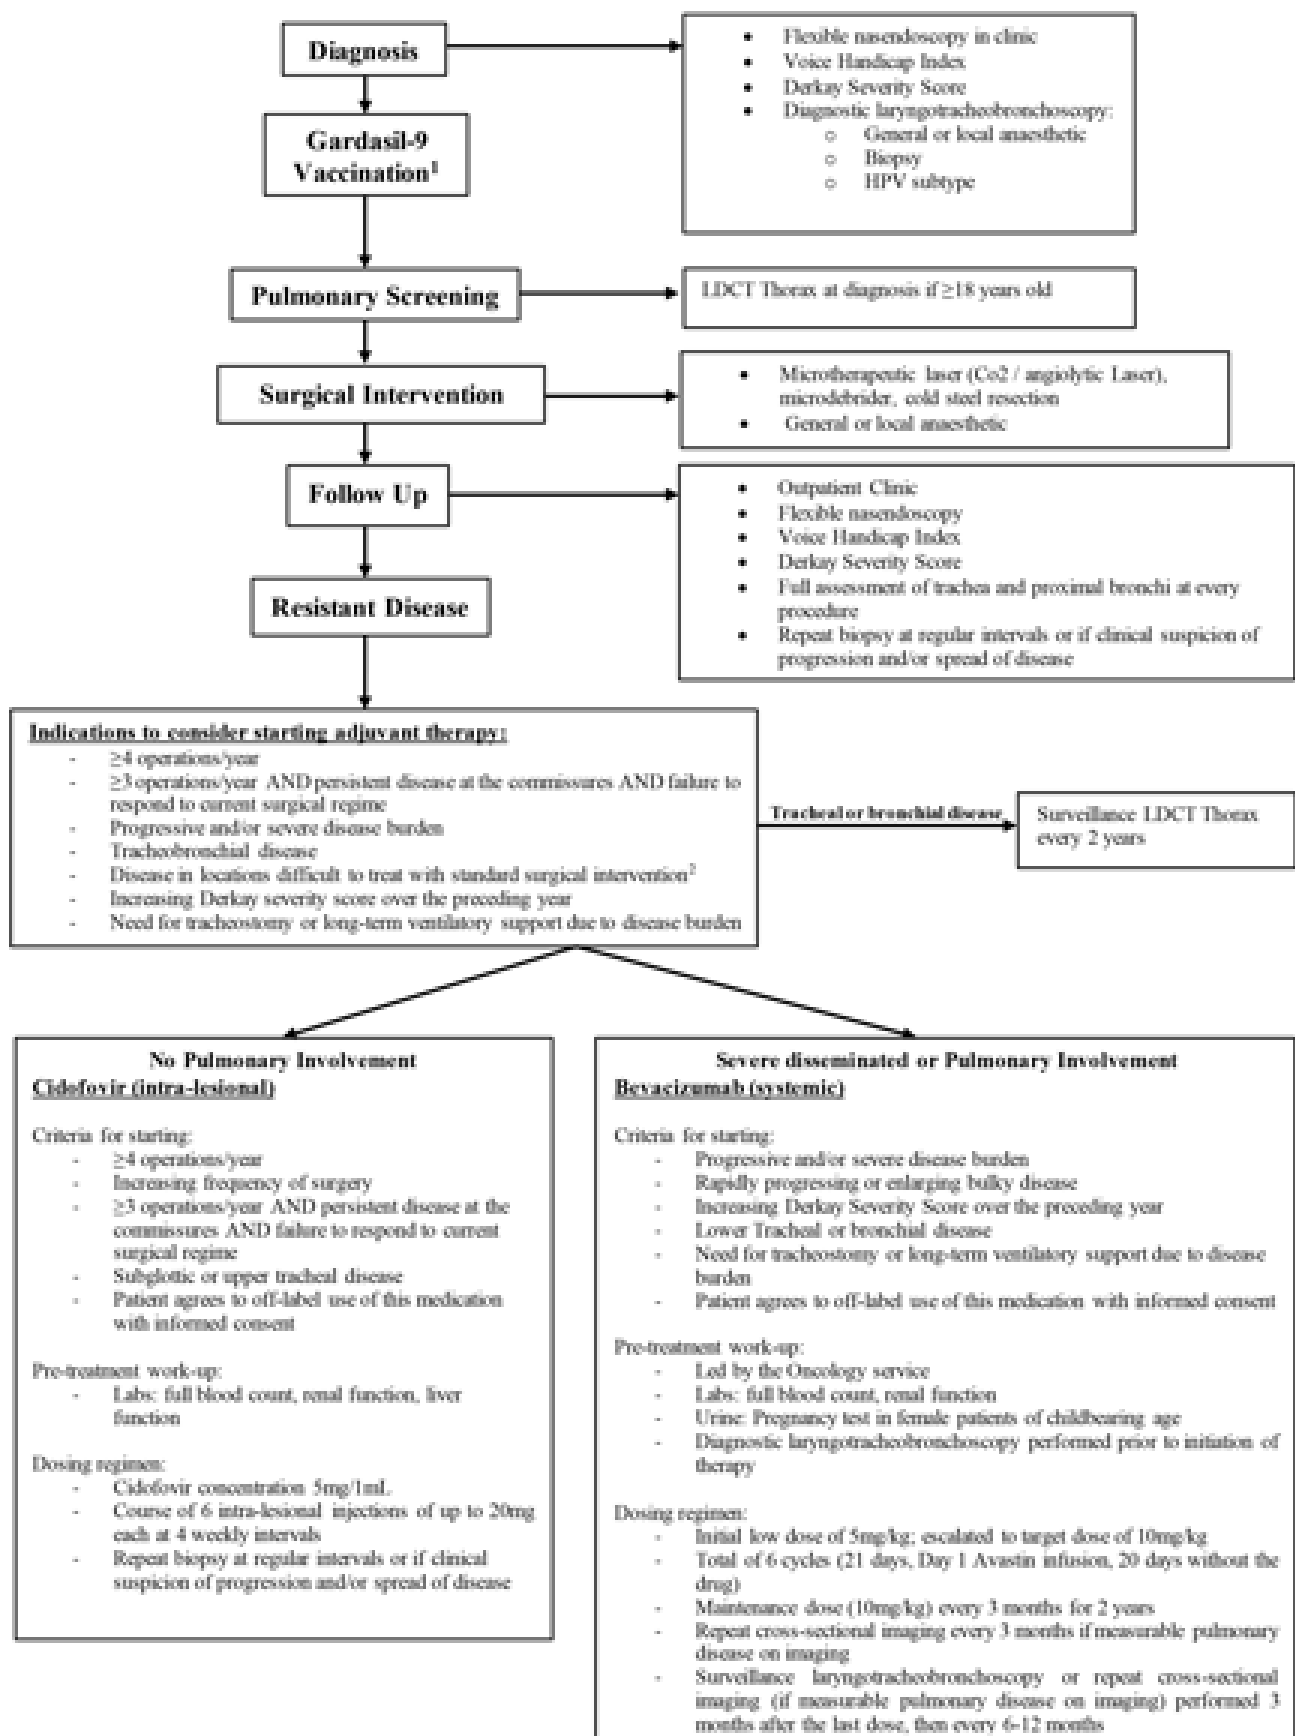 Diagnosis
• Flexible nasendoscopy in clinic
• Voice Handicap Index
• Derkay Severity Score
• Diagnostic laryngotracheobronchoscopy:
o General or local anaesthetic
o Biopsy
o HPV subtype
Gardasil-9
Vaccination¹
Pulmonary Screening
LDCT Thorax at diagnosis if ≥18 years old
Surgical Intervention
• Microtherapeutic laser (Co2 / angiolytic Laser),
microdebrider, cold steel resection
• General or local anaesthetic
Follow Up
• Outpatient Clinic
• Flexible nasendoscopy
• Voice Handicap Index
• Derkay Severity Score
• Full assessment of trachea and proximal bronchi at every
procedure
• Repeat biopsy at regular intervals or if clinical suspicion of
progression and/or spread of disease
Resistant Disease
Indications to consider starting adjuvant therapy:
- ≥4 operations/year
- ≥3 operations/year AND persistent disease at the commissures AND failure to
respond to current surgical regime
- Progressive and/or severe disease burden
- Tracheobronchial disease
- Disease in locations difficult to treat with standard surgical intervention²
- Increasing Derkay severity score over the preceding year
- Need for tracheostomy or long-term ventilatory support due to disease burden
Tracheal or bronchial disease
Surveillance LDCT Thorax
every 2 years
No Pulmonary Involvement
Cidofovir (intra-lesional)
Criteria for starting:
- ≥4 operations/year
- Increasing frequency of surgery
- ≥3 operations/year AND persistent disease at the
commissures AND failure to respond to current
surgical regime
- Subglottic or upper tracheal disease
- Patient agrees to off-label use of this medication
with informed consent
Pre-treatment work-up:
- Labs: full blood count, renal function, liver
function
Dosing regimen:
- Cidofovir concentration 5mg/1mL
- Course of 6 intra-lesional injections of up to 20mg
each at 4 weekly intervals
- Repeat biopsy at regular intervals or if clinical
suspicion of progression and/or spread of disease
Severe disseminated or Pulmonary Involvement
Bevacizumab (systemic)
Criteria for starting:
- Progressive and/or severe disease burden
- Rapidly progressing or enlarging bulky disease
- Increasing Derkay Severity Score over the preceding year
- Lower Tracheal or bronchial disease
- Need for tracheostomy or long-term ventilatory support due to disease
burden
- Patient agrees to off-label use of this medication with informed consent
Pre-treatment work-up:
- Led by the Oncology service
- Labs: full blood count, renal function
- Urine: Pregnancy test in female patients of childbearing age
- Diagnostic laryngotracheobronchoscopy performed prior to initiation of
therapy
Dosing regimen:
- Initial low dose of 5mg/kg; escalated to target dose of 10mg/kg
- Total of 6 cycles (21 days, Day 1 Avastin infusion, 20 days without the
drug)
- Maintenance dose (10mg/kg) every 3 months for 2 years
- Repeat cross-sectional imaging every 3 months if measurable pulmonary
disease on imaging
- Surveillance laryngotracheobronchoscopy or repeat cross-sectional
imaging (if measurable pulmonary disease on imaging) performed 3
months after the last dose, then every 6-12 months